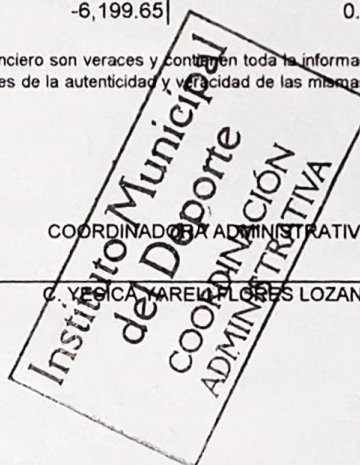 -6,199.65 0.
nciero son veraces y contienen toda la informa
es de la autenticidad y veracidad de las misma
Instituto Municipal
del Deporte
COORDINACIÓN
ADMINISTRATIVA
COORDINADORA ADMINISTRATIV
C. YESICA YARELI FLORES LOZAN